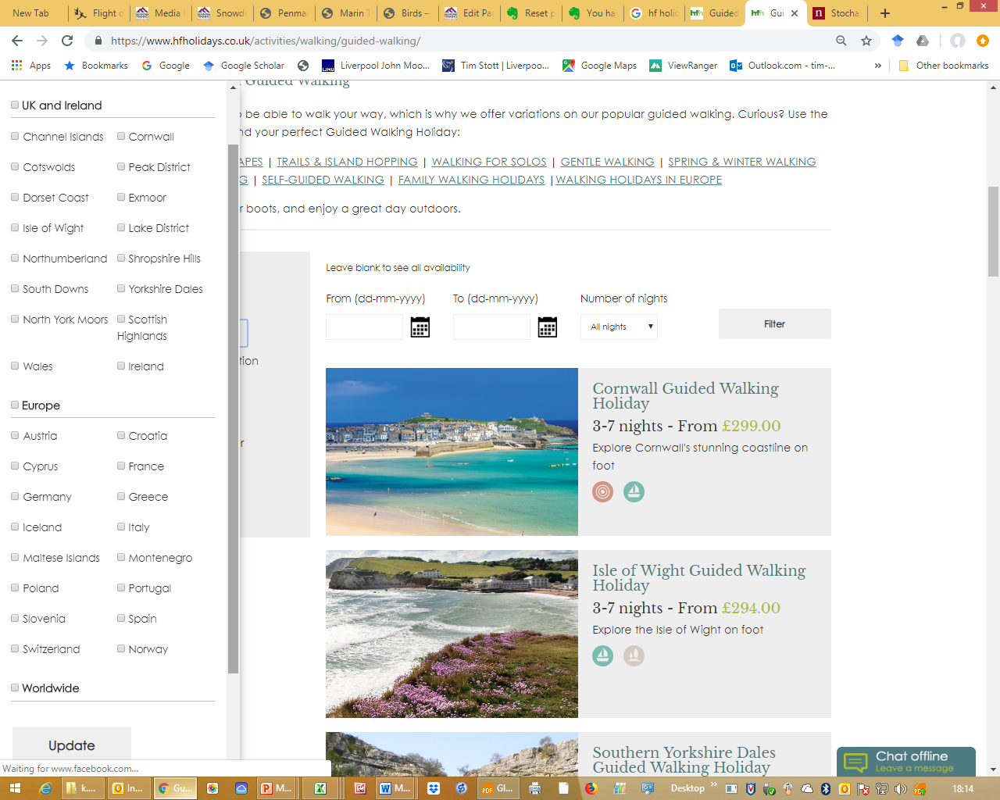 New Tab
Flight d
Media
Snowd
Penma
Marin T
Birds –
Edit Pa
Reset p
You ha
hf holic
Guided
Gui
Stocha
https://www.hfholidays.co.uk/activities/walking/guided-walking/
Apps Bookmarks Google Google Scholar Liverpool John Moo... Tim Stott | Liverpoo... Google Maps ViewRanger Outlook.com - tim-... » Other bookmarks
UK and Ireland
Channel Islands Cornwall
Cotswolds Peak District
Dorset Coast Exmoor
Isle of Wight Lake District
Northumberland Shropshire Hills
South Downs Yorkshire Dales
North York Moors Scottish
Highlands
Wales Ireland
Europe
Austria Croatia
Cyprus France
Germany Greece
Iceland Italy
Maltese Islands Montenegro
Poland Portugal
Slovenia Spain
Switzerland Norway
Worldwide
Update
Waiting for www.facebook.com...
Guided Walking
be able to walk your way, which is why we offer variations on our popular guided walking. Curious? Use the
nd your perfect Guided Walking Holiday:
APES | TRAILS & ISLAND HOPPING | WALKING FOR SOLOS | GENTLE WALKING | SPRING & WINTER WALKING
G | SELF-GUIDED WALKING | FAMILY WALKING HOLIDAYS | WALKING HOLIDAYS IN EUROPE
r boots, and enjoy a great day outdoors.
tion
r
Leave blank to see all availability
From (dd-mm-yyyy) To (dd-mm-yyyy) Number of nights
All nights
Filter
Cornwall Guided Walking
Holiday
3-7 nights - From £299.00
Explore Cornwall's stunning coastline on
foot
Isle of Wight Guided Walking
Holiday
3-7 nights - From £294.00
Explore the Isle of Wight on foot
Southern Yorkshire Dales
Guided Walking Holiday
Chat offline
Leave a message
k.... In... Gu... M... M... Gl... Desktop » 18:14